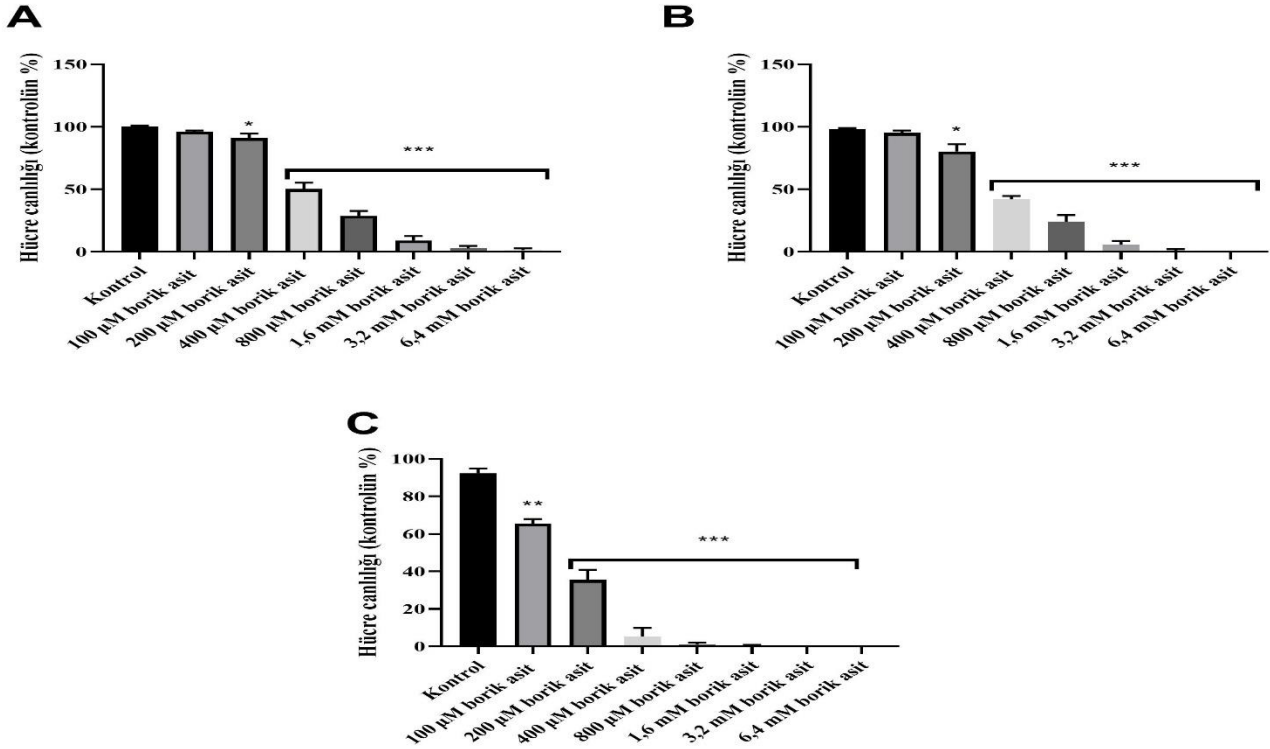 A
Hücre canlılığı (kontrolün %)
150
100
50
0
*
***
Kontrol
100 µM borik asit
200 µM borik asit
400 µM borik asit
800 µM borik asit
1,6 mM borik asit
3,2 mM borik asit
6,4 mM borik asit
B
Hücre canlılığı (kontrolün %)
150
100
50
0
*
***
Kontrol
100 µM borik asit
200 µM borik asit
400 µM borik asit
800 µM borik asit
1,6 mM borik asit
3,2 mM borik asit
6,4 mM borik asit
C
Hücre canlılığı (kontrolün %)
100
80
60
40
20
0
**
***
Kontrol
100 µM borik asit
200 µM borik asit
400 µM borik asit
800 µM borik asit
1,6 mM borik asit
3,2 mM borik asit
6,4 mM borik asit